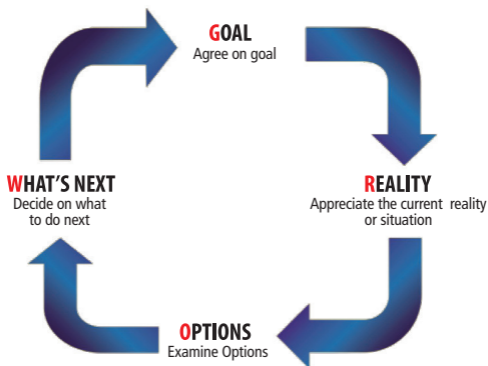 GOAL
Agree on goal
REALITY
Appreciate the current reality
or situation
OPTIONS
Examine Options
WHAT'S NEXT
Decide on what
to do next